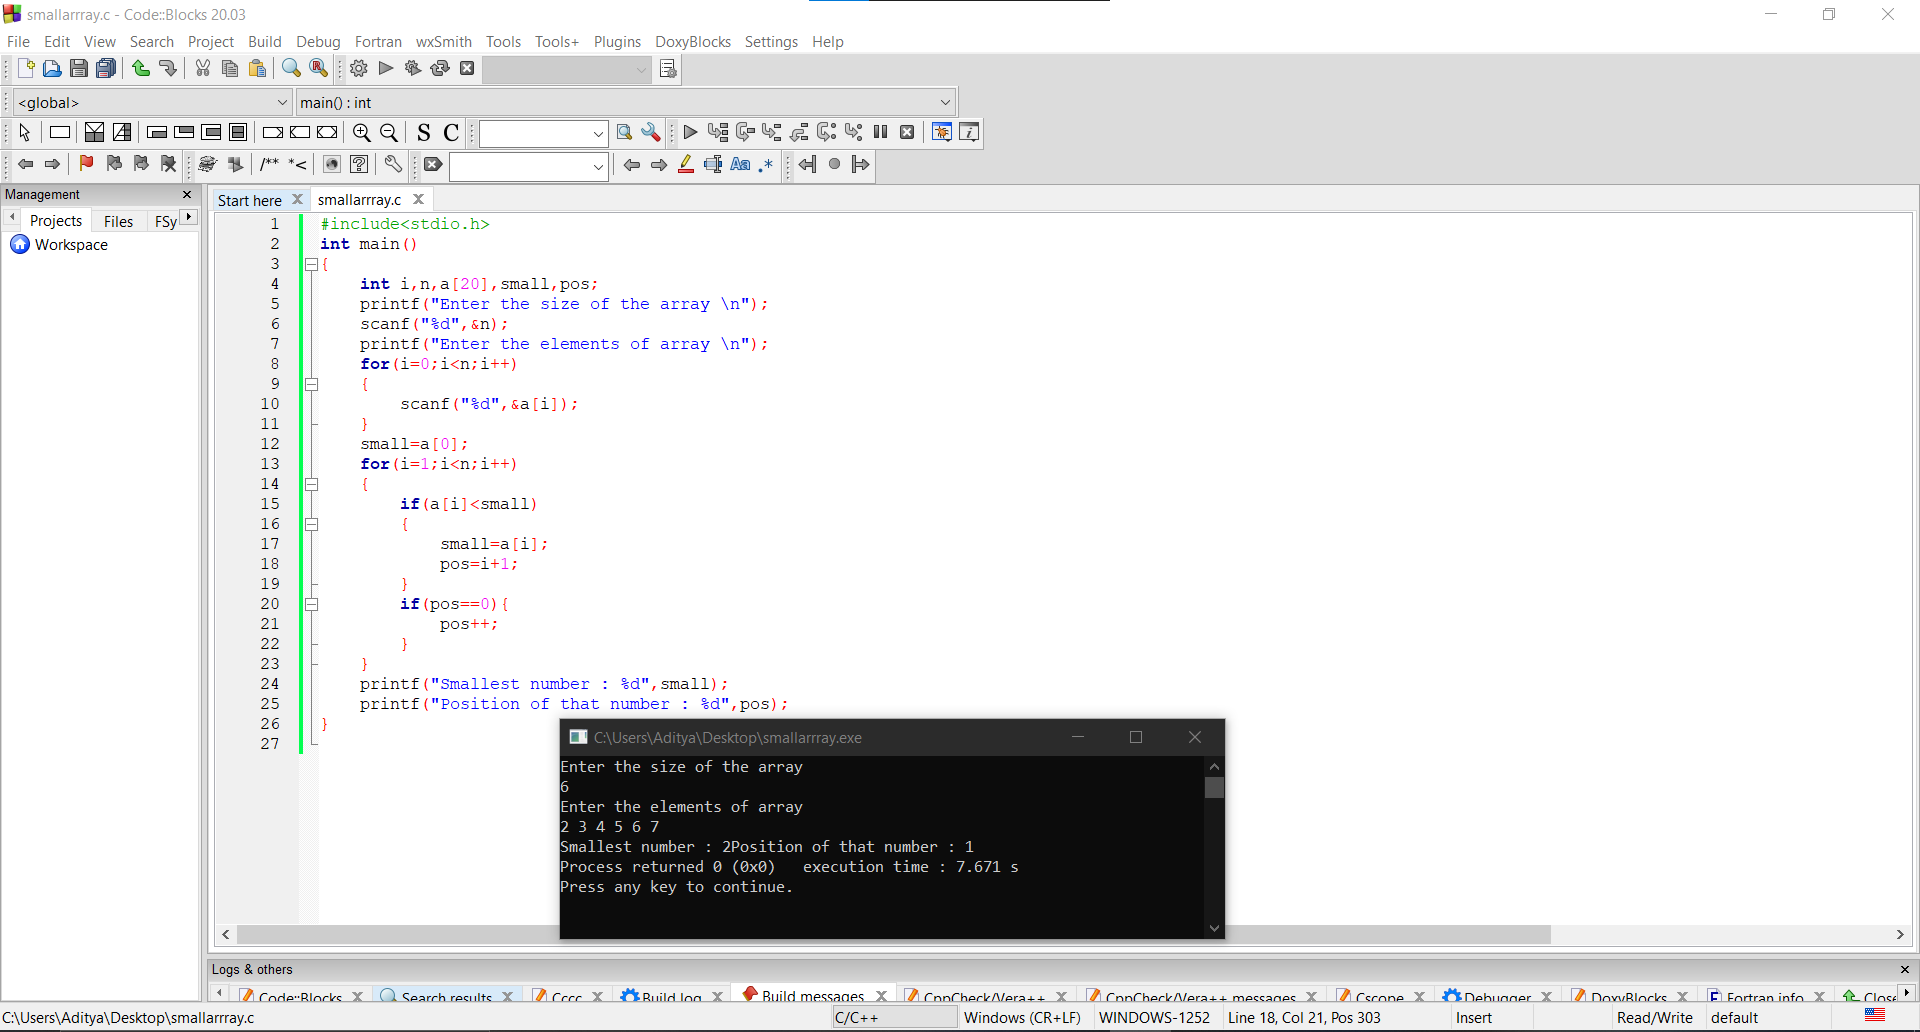 smallarrray.c - Code::Blocks 20.03
File Edit View Search Project Build Debug Fortran wxSmith Tools Tools+ Plugins DoxyBlocks Settings Help
<global> main() : int
S C
/** *<
Aa .*
Management
Projects Files FSy
Workspace
Start here smallarrray.c
1 #include<stdio.h>
2 int main()
3 {
4 int i,n,a[20],small,pos;
5 printf("Enter the size of the array \n");
6 scanf("%d",&n);
7 printf("Enter the elements of array \n");
8 for(i=0;i<n;i++)
9 {
10 scanf("%d",&a[i]);
11 }
12 small=a[0];
13 for(i=1;i<n;i++)
14 {
15 if(a[i]<small)
16 {
17 small=a[i];
18 pos=i+1;
19 }
20 if(pos==0){
21 pos++;
22 }
23 }
24 printf("Smallest number : %d",small);
25 printf("Position of that number : %d",pos);
26 }
27
C:\Users\Aditya\Desktop\smallarrray.exe
Enter the size of the array
6
Enter the elements of array
2 3 4 5 6 7
Smallest number : 2Position of that number : 1
Process returned 0 (0x0) execution time : 7.671 s
Press any key to continue.
Logs & others
Code::Blocks Search results Cccc Build log Build messages CppCheck/Vera++ CppCheck/Vera++ messages Cscope Debugger DoxyBlocks Fortran info Close
C:\Users\Aditya\Desktop\smallarrray.c C/C++ Windows (CR+LF) WINDOWS-1252 Line 18, Col 21, Pos 303 Insert Read/Write default